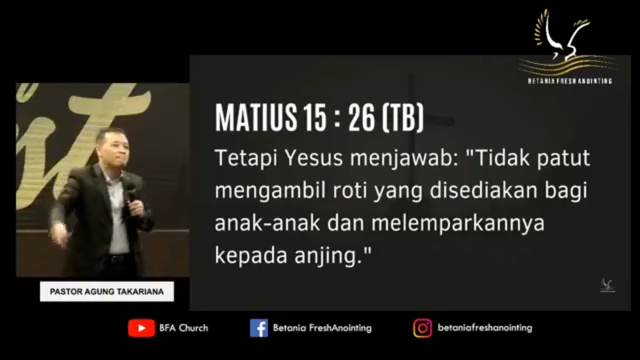 BETANIA FRESH ANOINTING
MATIUS 15 : 26 (TB)
Tetapi Yesus menjawab: "Tidak patut
mengambil roti yang disediakan bagi
anak-anak dan melemparkannya
kepada anjing."
PASTOR AGUNG TAKARIANA
BFA Church
Betania FreshAnointing
betaniafreshanointing